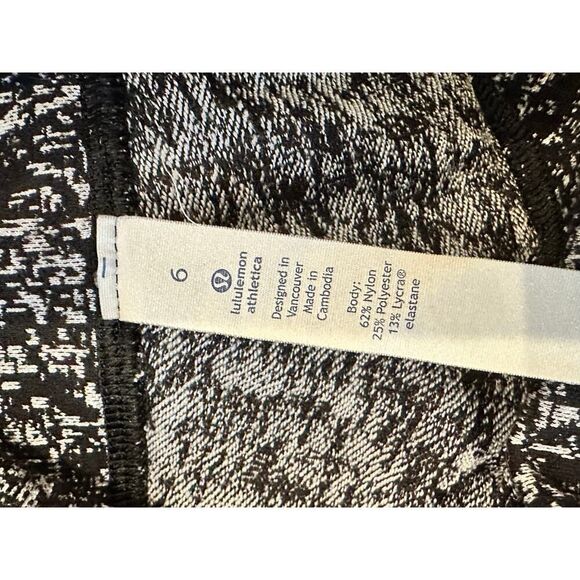 6
lululemon
athletica
Designed in
Vancouver
Made in
Cambodia
Body:
62% Nylon
25% Polyester
13% Lycra®
elastane